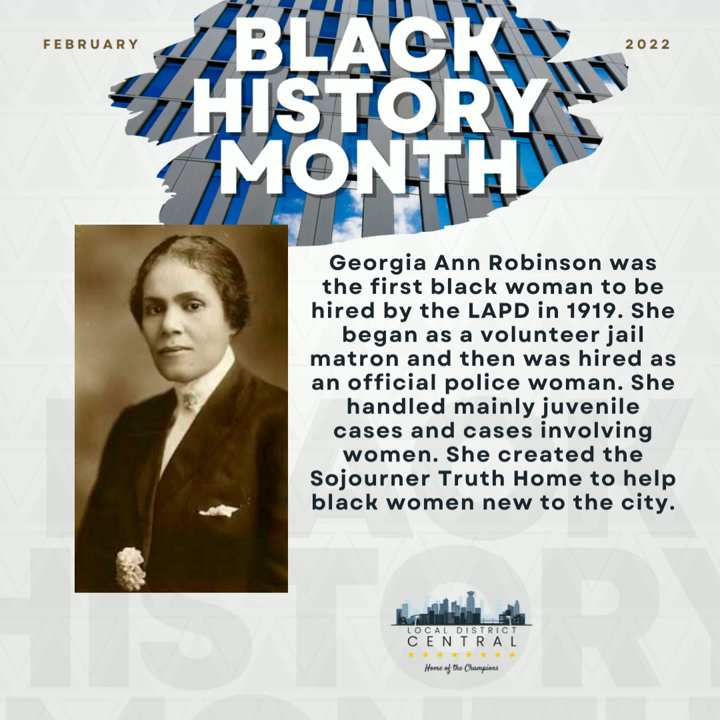 FEBRUARY
2022
BLACK
HISTORY
MONTH
Georgia Ann Robinson was
the first black woman to be
hired by the LAPD in 1919. She
began as a volunteer jail
matron and then was hired as
an official police woman. She
handled mainly juvenile
cases and cases involving
women. She created the
Sojourner Truth Home to help
black women new to the city.
BLACK
HISTORY
MONTH
LOCAL DISTRICT
CENTRAL
Home of the Champions